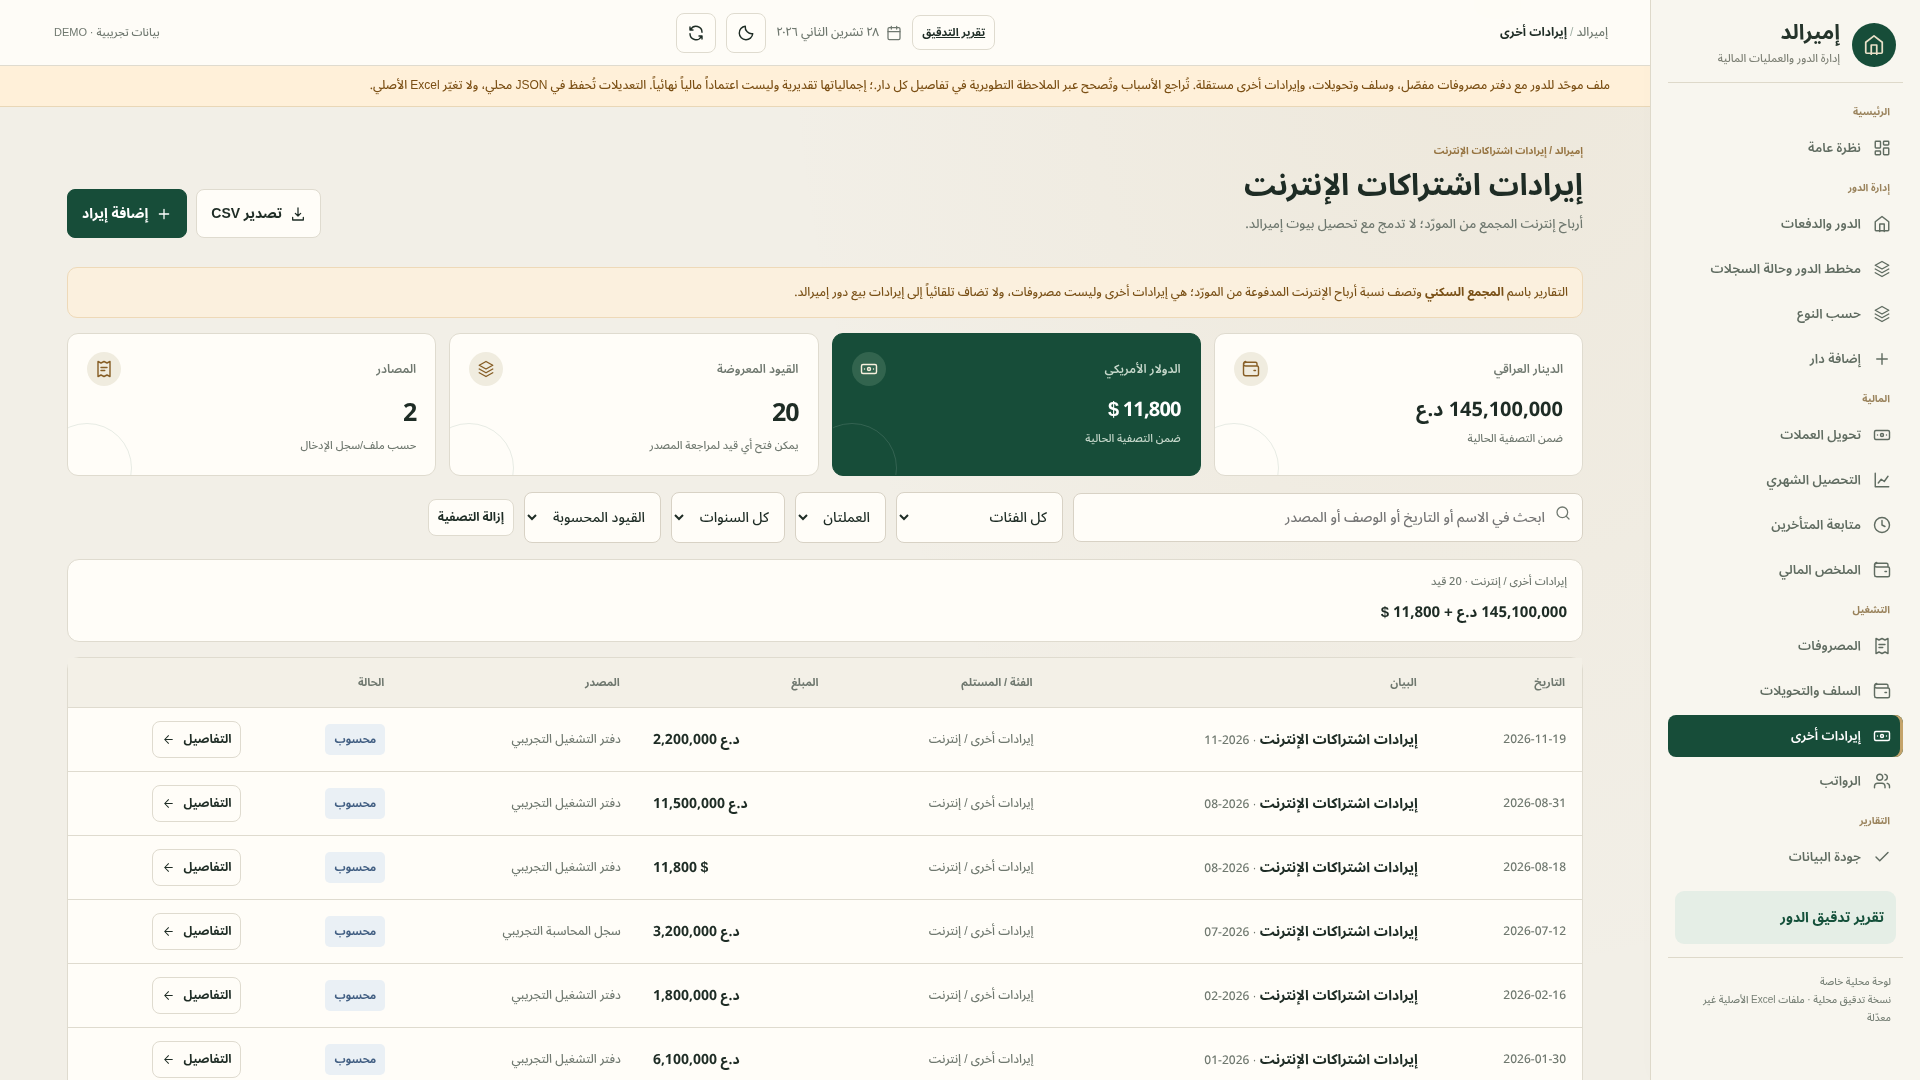 إميرالد
إدارة الدور والعمليات المالية
الرئيسية
نظرة عامة
إدارة الدور
الدور والدفعات
مخطط الدور وحالة السجلات
حسب النوع
إضافة دار
المالية
تحويل العملات
التحصيل الشهري
متابعة المتأخرين
الملخص المالي
التشغيل
المصروفات
السلف والتحويلات
إيرادات أخرى
الرواتب
التقارير
جودة البيانات
تقرير تدقيق الدور
لوحة محلية خاصة
نسخة تدقيق محلية · ملفات Excel الأصلية غير
معدّلة
إميرالد / إيرادات أخرى
تقرير التدقيق
٢٨ تشرين الثاني ٢٠٢٦
بيانات تجريبية · DEMO
ملف موحّد للدور مع دفتر مصروفات مفصّل، وسلف وتحويلات، وإيرادات أخرى مستقلة. تُراجع الأسباب وتُصحح عبر الملاحظة التطويرية في تفاصيل كل دار.؛ إجمالياتها تقديرية وليست اعتماداً مالياً نهائياً. التعديلات تُحفظ في JSON محلي، ولا تغيّر Excel الأصلي.
إميرالد / إيرادات اشتراكات الإنترنت
إيرادات اشتراكات الإنترنت
أرباح إنترنت المجمع من المورّد؛ لا تدمج مع تحصيل بيوت إميرالد.
تصدير CSV
إضافة إيراد
التقارير باسم المجمع السكني وتصف نسبة أرباح الإنترنت المدفوعة من المورّد؛ هي إيرادات أخرى وليست مصروفات، ولا تضاف تلقائياً إلى إيرادات بيع دور إميرالد.
الدينار العراقي
145,100,000 د.ع
ضمن التصفية الحالية
الدولار الأمريكي
11,800 $
ضمن التصفية الحالية
القيود المعروضة
20
يمكن فتح أي قيد لمراجعة المصدر
المصادر
2
حسب ملف/سجل الإدخال
ابحث في الاسم أو التاريخ أو الوصف أو المصدر
كل الفئات
العملتان
كل السنوات
القيود المحسوبة
إزالة التصفية
إيرادات أخرى / إنترنت · 20 قيد
145,100,000 د.ع + 11,800 $
التاريخ البيان الفئة / المستلم المبلغ المصدر الحالة
2026-11-19 إيرادات اشتراكات الإنترنت · 2026-11 إيرادات أخرى / إنترنت 2,200,000 د.ع دفتر التشغيل التجريبي محسوب التفاصيل
2026-08-31 إيرادات اشتراكات الإنترنت · 2026-08 إيرادات أخرى / إنترنت 11,500,000 د.ع دفتر التشغيل التجريبي محسوب التفاصيل
2026-08-18 إيرادات اشتراكات الإنترنت · 2026-08 إيرادات أخرى / إنترنت 11,800 $ دفتر التشغيل التجريبي محسوب التفاصيل
2026-07-12 إيرادات اشتراكات الإنترنت · 2026-07 إيرادات أخرى / إنترنت 3,200,000 د.ع سجل المحاسبة التجريبي محسوب التفاصيل
2026-02-16 إيرادات اشتراكات الإنترنت · 2026-02 إيرادات أخرى / إنترنت 1,800,000 د.ع دفتر التشغيل التجريبي محسوب التفاصيل
2026-01-30 إيرادات اشتراكات الإنترنت · 2026-01 إيرادات أخرى / إنترنت 6,100,000 د.ع دفتر التشغيل التجريبي محسوب التفاصيل